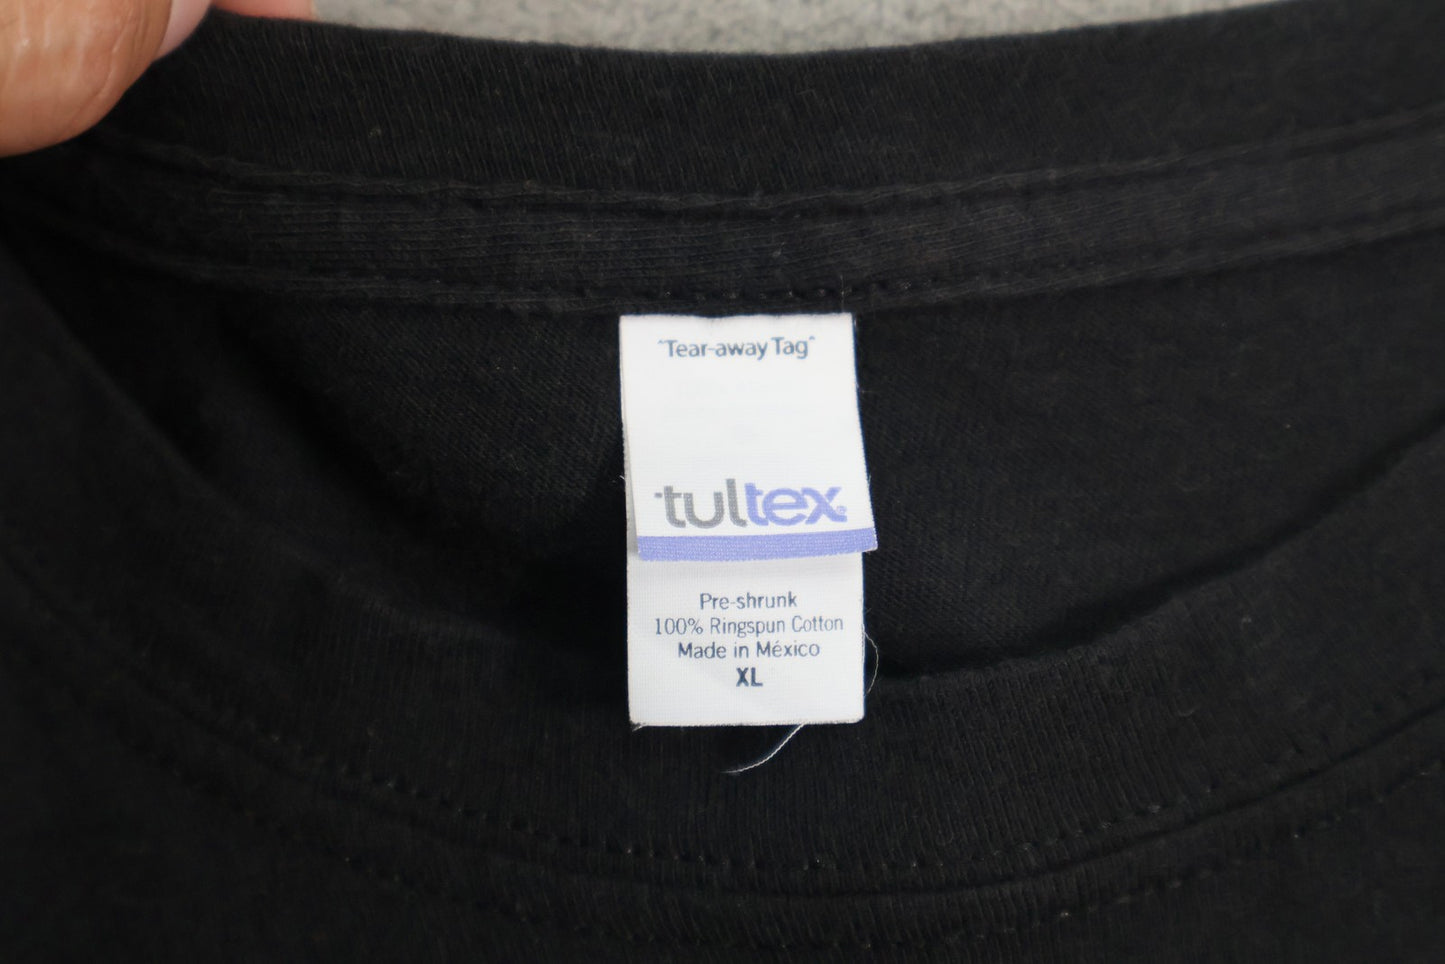 "Tear-away Tag"
tultex®
Pre-shrunk
100% Ringspun Cotton
Made in México
XL